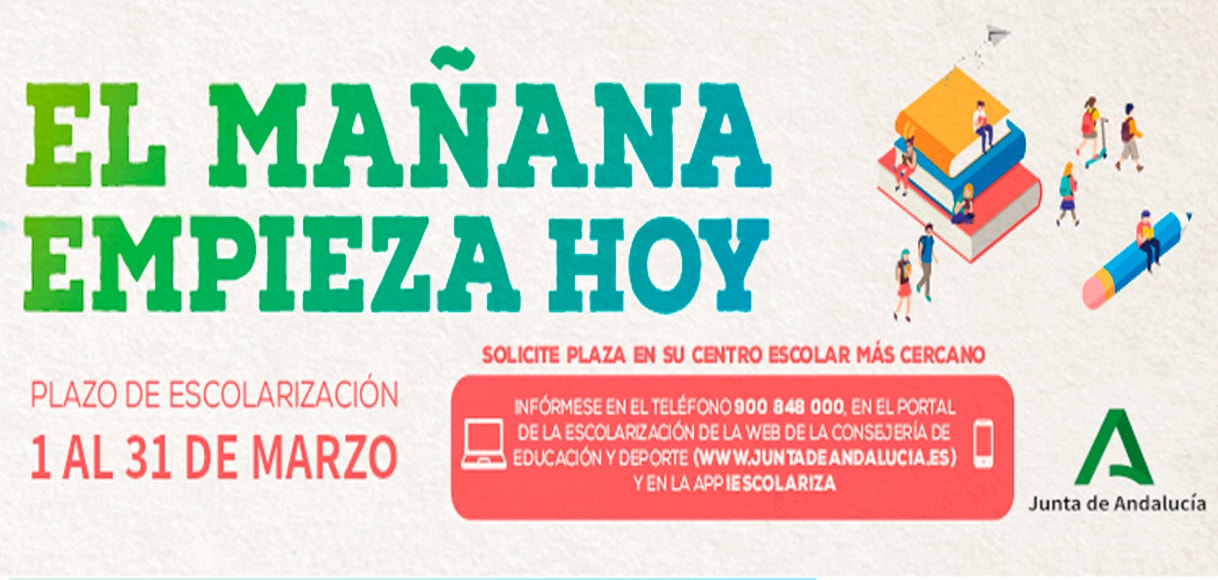 EL MAÑANA
EMPIEZA HOY
PLAZO DE ESCOLARIZACIÓN
1 AL 31 DE MARZO
SOLICITE PLAZA EN SU CENTRO ESCOLAR MÁS CERCANO
INFÓRMESE EN EL TELÉFONO 900 848 000, EN EL PORTAL
DE LA ESCOLARIZACIÓN DE LA WEB DE LA CONSEJERÍA DE
EDUCACIÓN Y DEPORTE (WWW.JUNTADEANDALUCIA.ES)
Y EN LA APP IESCOLARIZA
Junta de Andalucía